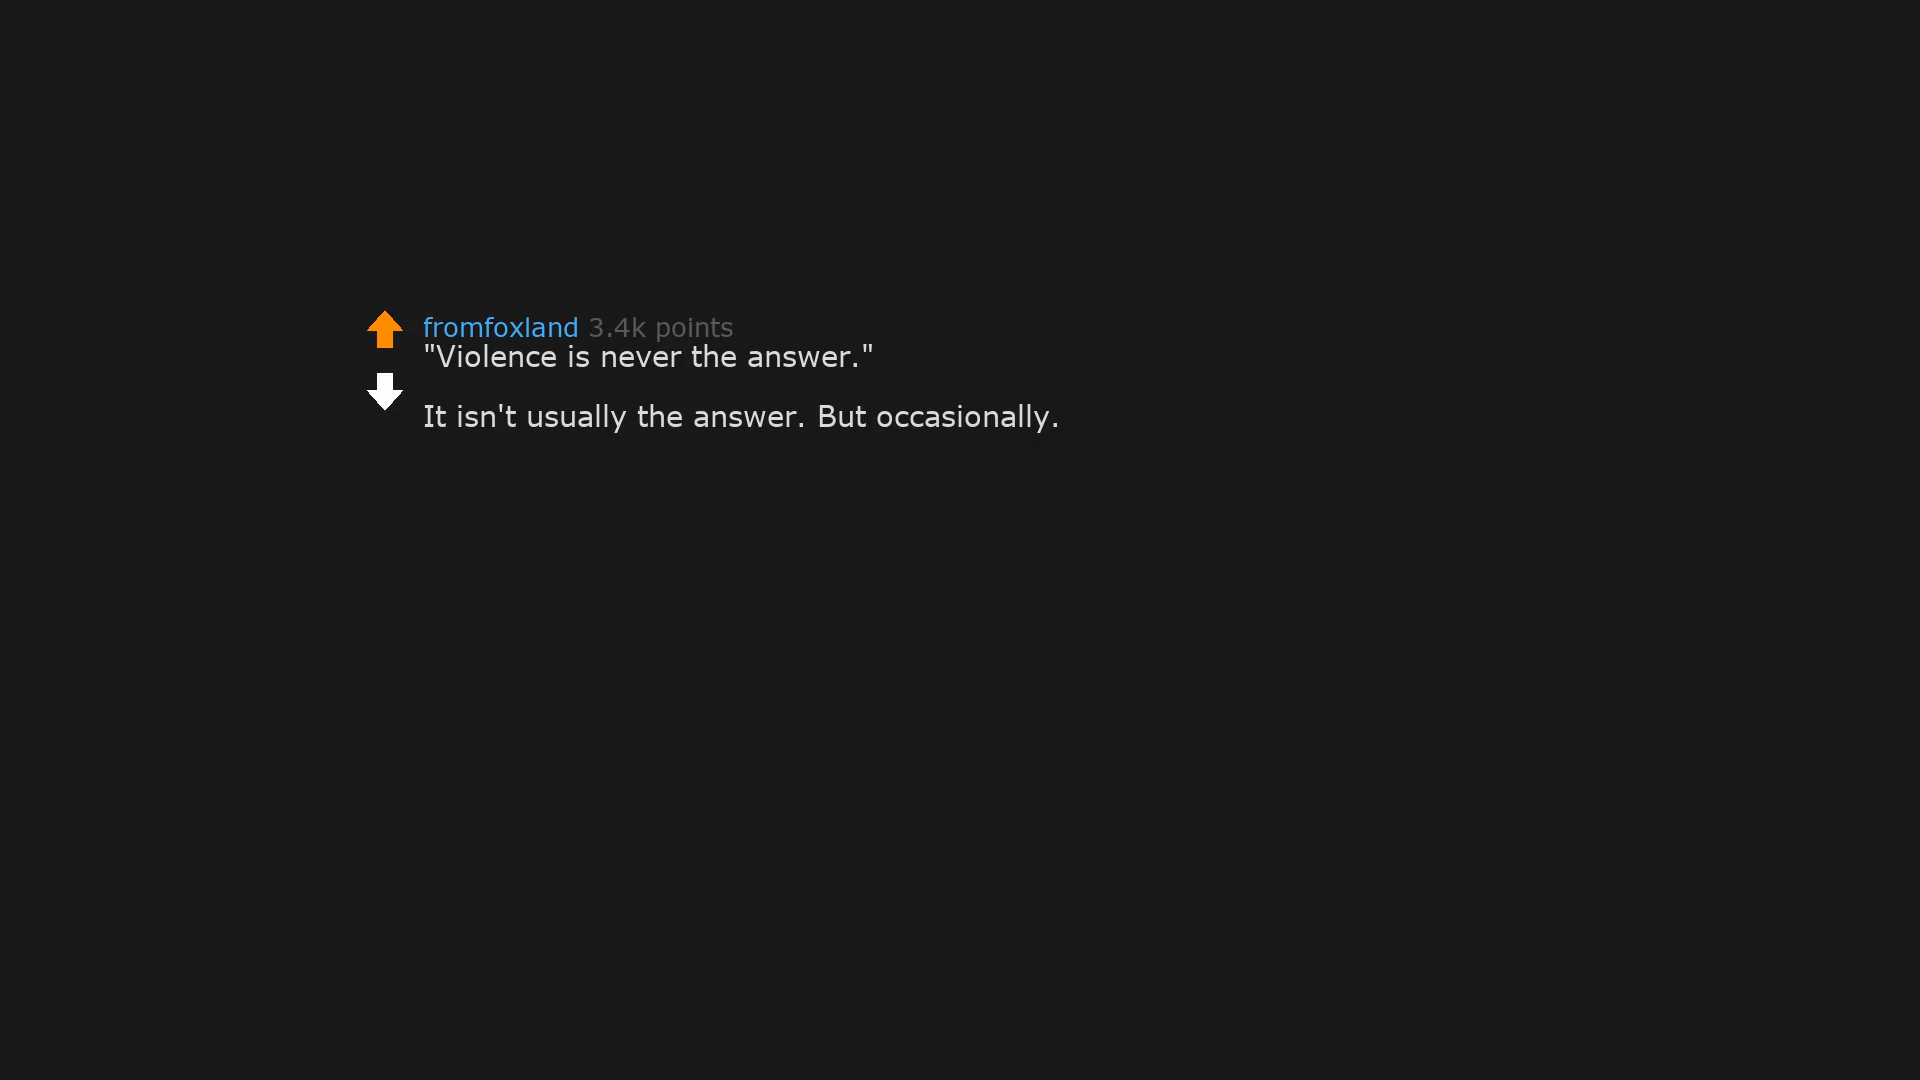 fromfoxland 3.4k points
"Violence is never the answer."
It isn't usually the answer. But occasionally.